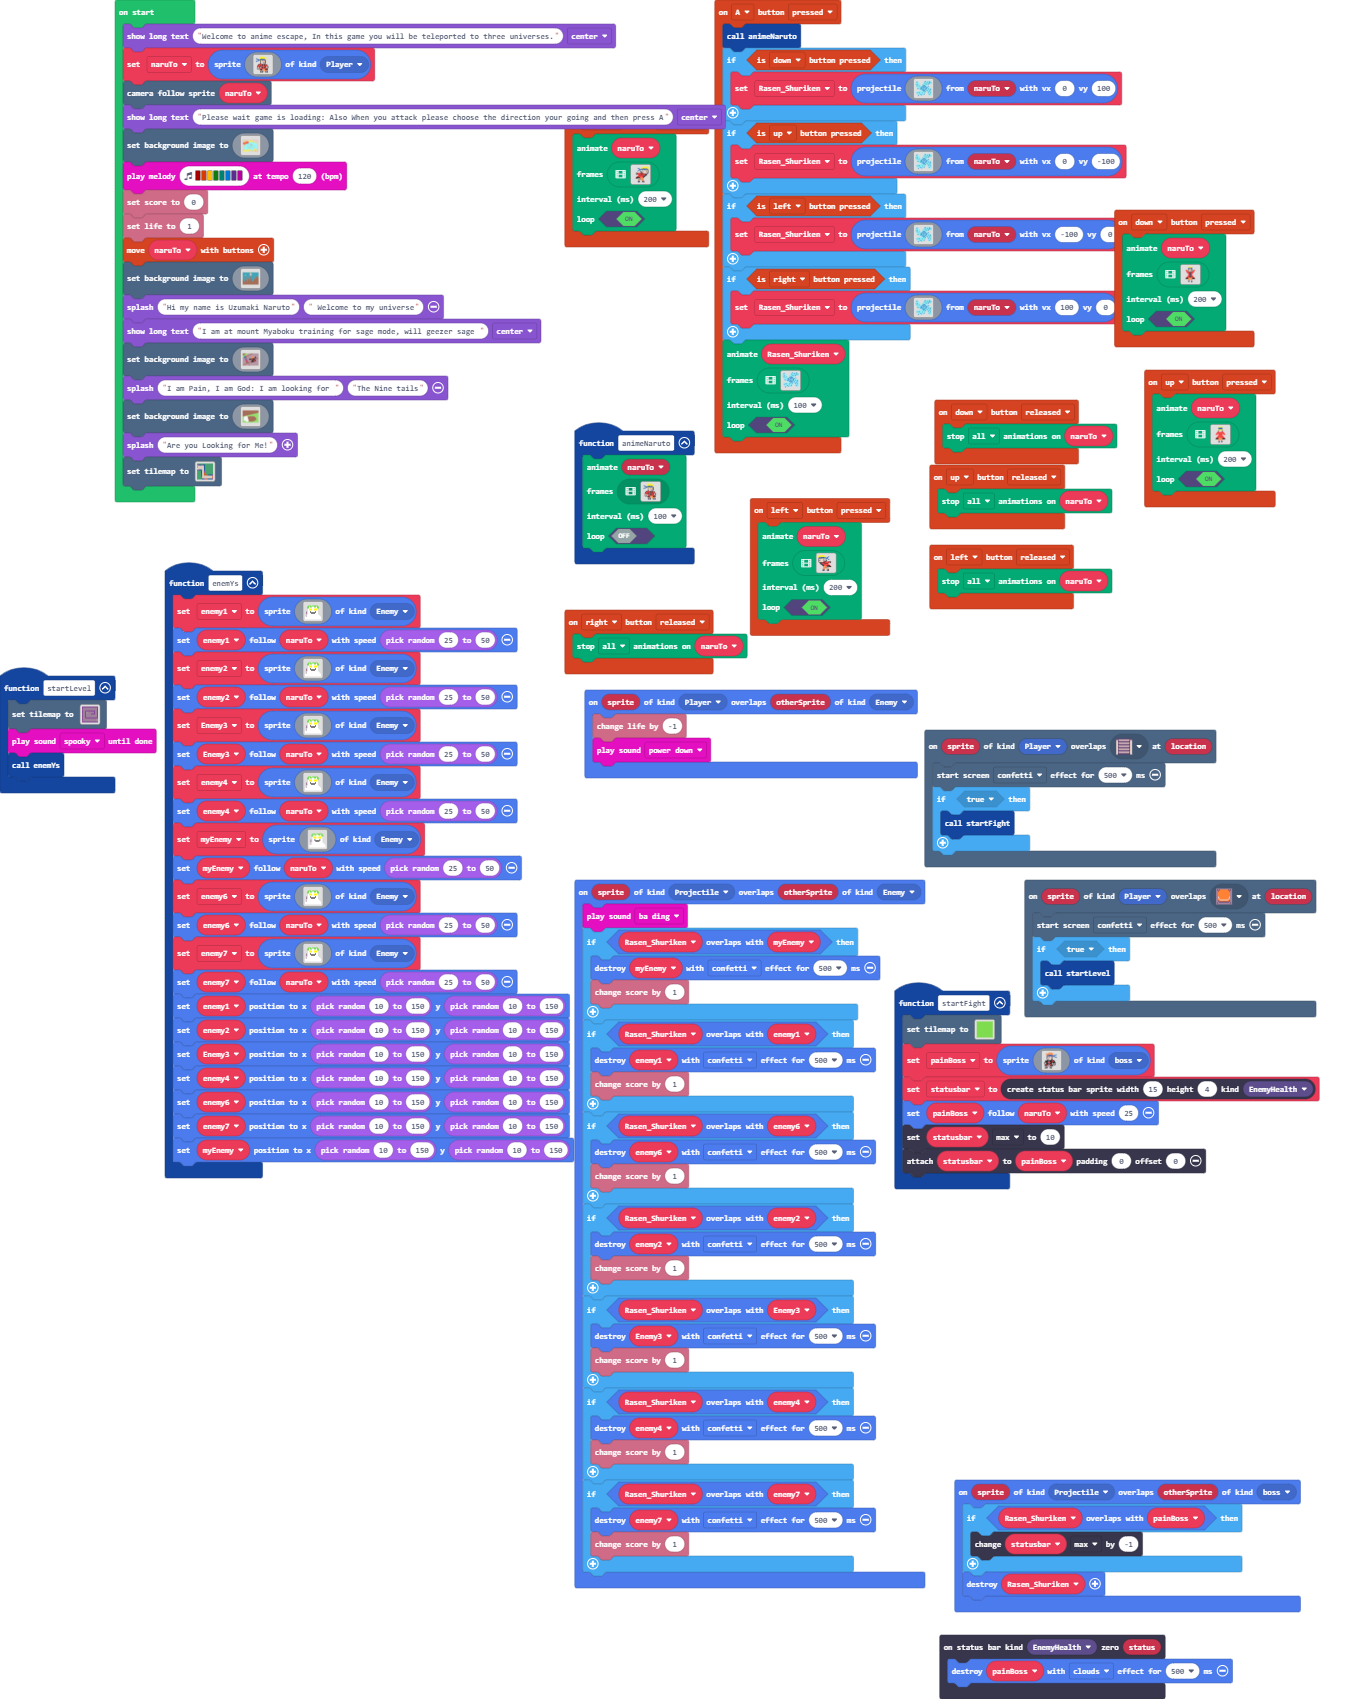 on start
show long text "Welcome to anime escape, In this game you will be teleported to three universes." center
set naruTo to sprite of kind Player
camera follow sprite naruTo
show long text "Please wait game is loading: Also When you attack please choose the direction your going and then press A" center
set background image to
play melody at tempo 120 (bpm)
set score to 0
set life to 1
move naruTo with buttons
set background image to
splash "Hi my name is Uzumaki Naruto" " Welcome to my universe"
show long text "I am at mount Myaboku training for sage mode, will geezer sage " center
set background image to
splash "I am Pain, I am God: I am looking for " "The Nine tails"
set background image to
splash "Are you Looking for Me!"
set tilemap to
animate naruTo
frames
interval (ms) 200
loop ON
on A button pressed
call animeNaruto
if is down button pressed then
set Rasen_Shuriken to projectile from naruTo with vx 0 vy 100
if is up button pressed then
set Rasen_Shuriken to projectile from naruTo with vx 0 vy -100
if is left button pressed then
set Rasen_Shuriken to projectile from naruTo with vx -100 vy 0
if is right button pressed then
set Rasen_Shuriken to projectile from naruTo with vx 100 vy 0
animate Rasen_Shuriken
frames
interval (ms) 100
loop ON
on down button pressed
animate naruTo
frames
interval (ms) 200
loop ON
on up button pressed
animate naruTo
frames
interval (ms) 200
loop ON
on down button released
stop all animations on naruTo
on up button released
stop all animations on naruTo
on left button released
stop all animations on naruTo
function animeNaruto
animate naruTo
frames
interval (ms) 100
loop OFF
on left button pressed
animate naruTo
frames
interval (ms) 200
loop ON
on right button released
stop all animations on naruTo
function enemYs
set enemy1 to sprite of kind Enemy
set enemy1 follow naruTo with speed pick random 25 to 50
set enemy2 to sprite of kind Enemy
set enemy2 follow naruTo with speed pick random 25 to 50
set Enemy3 to sprite of kind Enemy
set Enemy3 follow naruTo with speed pick random 25 to 50
set enemy4 to sprite of kind Enemy
set enemy4 follow naruTo with speed pick random 25 to 50
set myEnemy to sprite of kind Enemy
set myEnemy follow naruTo with speed pick random 25 to 50
set enemy6 to sprite of kind Enemy
set enemy6 follow naruTo with speed pick random 25 to 50
set enemy7 to sprite of kind Enemy
set enemy7 follow naruTo with speed pick random 25 to 50
set enemy1 position to x pick random 10 to 150 y pick random 10 to 150
set enemy2 position to x pick random 10 to 150 y pick random 10 to 150
set Enemy3 position to x pick random 10 to 150 y pick random 10 to 150
set enemy4 position to x pick random 10 to 150 y pick random 10 to 150
set enemy6 position to x pick random 10 to 150 y pick random 10 to 150
set enemy7 position to x pick random 10 to 150 y pick random 10 to 150
set myEnemy position to x pick random 10 to 150 y pick random 10 to 150
function startLevel
set tilemap to
play sound spooky until done
call enemYs
on sprite of kind Player overlaps otherSprite of kind Enemy
change life by -1
play sound power down
on sprite of kind Player overlaps at location
start screen confetti effect for 500 ms
if true then
call startFight
on sprite of kind Player overlaps at location
start screen confetti effect for 500 ms
if true then
call startLevel
on sprite of kind Projectile overlaps otherSprite of kind Enemy
play sound ba ding
if Rasen_Shuriken overlaps with myEnemy then
destroy myEnemy with confetti effect for 500 ms
change score by 1
if Rasen_Shuriken overlaps with enemy1 then
destroy enemy1 with confetti effect for 500 ms
change score by 1
if Rasen_Shuriken overlaps with enemy6 then
destroy enemy6 with confetti effect for 500 ms
change score by 1
if Rasen_Shuriken overlaps with enemy2 then
destroy enemy2 with confetti effect for 500 ms
change score by 1
if Rasen_Shuriken overlaps with Enemy3 then
destroy Enemy3 with confetti effect for 500 ms
change score by 1
if Rasen_Shuriken overlaps with enemy4 then
destroy enemy4 with confetti effect for 500 ms
change score by 1
if Rasen_Shuriken overlaps with enemy7 then
destroy enemy7 with confetti effect for 500 ms
change score by 1
function startFight
set tilemap to
set painBoss to sprite of kind boss
set statusbar to create status bar sprite width 15 height 4 kind EnemyHealth
set painBoss follow naruTo with speed 25
set statusbar max to 10
attach statusbar to painBoss padding 0 offset 0
on sprite of kind Projectile overlaps otherSprite of kind boss
if Rasen_Shuriken overlaps with painBoss then
change statusbar max by -1
destroy Rasen_Shuriken
on status bar kind EnemyHealth zero status
destroy painBoss with clouds effect for 500 ms